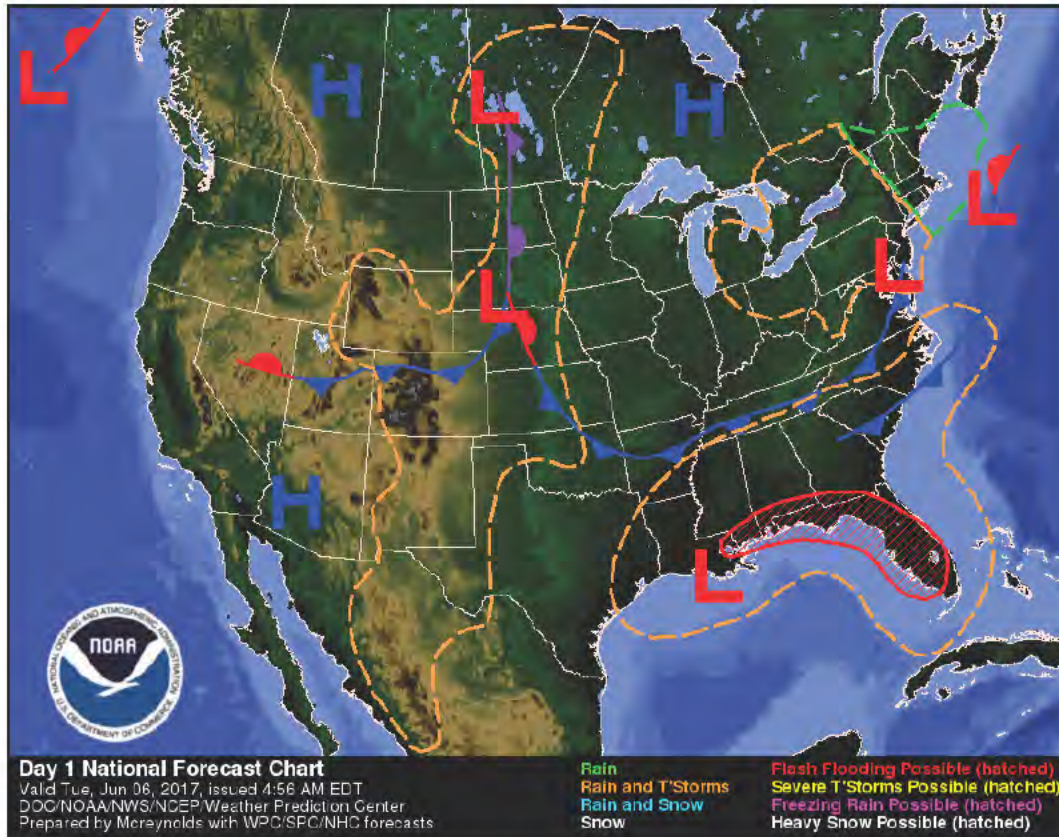 L
H
L
H
L
L
L
H
L
NOAA
NATIONAL OCEANIC AND ATMOSPHERIC ADMINISTRATION
U.S. DEPARTMENT OF COMMERCE
Day 1 National Forecast Chart
Valid Tue, Jun 06, 2017, issued 4:56 AM EDT
DOC/NOAA/NWS/NCEP/Weather Prediction Center
Prepared by Mcreynolds with WPC/SPC/NHC forecasts
Rain
Rain and T'Storms
Rain and Snow
Snow
Flash Flooding Possible (hatched)
Severe T'Storms Possible (hatched)
Freezing Rain Possible (hatched)
Heavy Snow Possible (hatched)